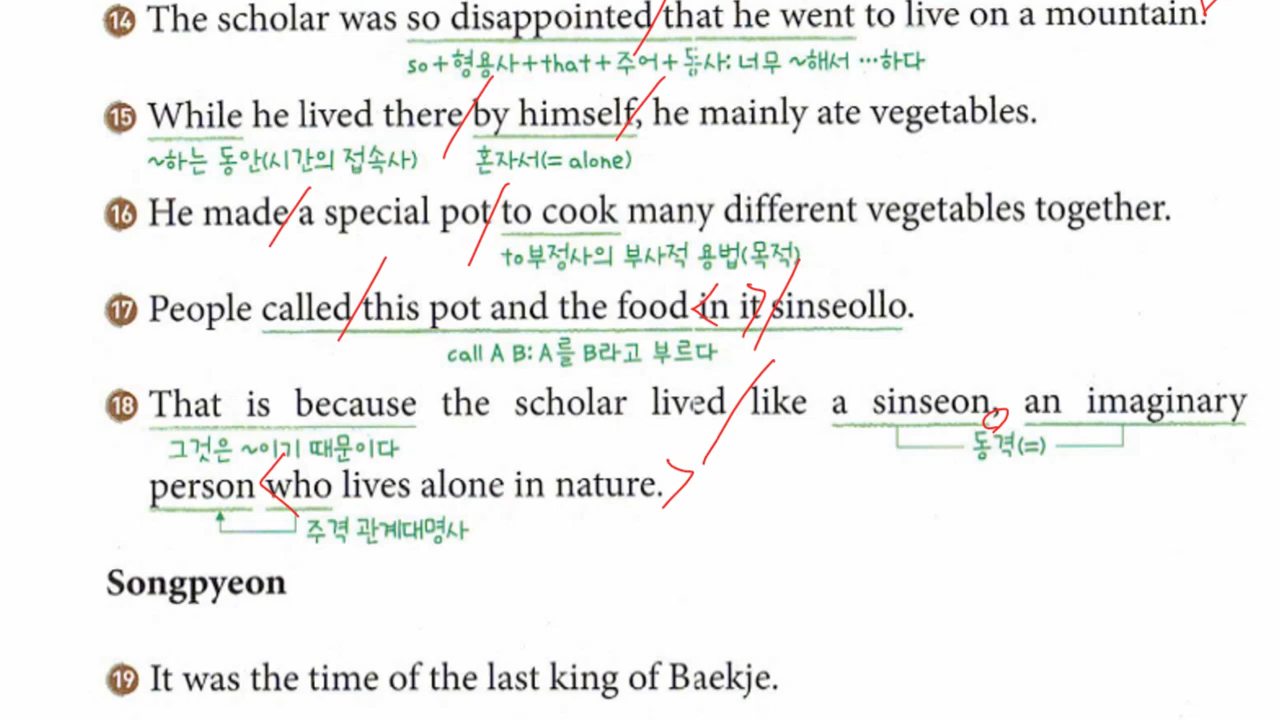 14 The scholar was so disappointed that he went to live on a mountain.
so+형용사+that+주어+동사: 너무 ~해서 …하다
15 While he lived there by himself, he mainly ate vegetables.
~하는 동안(시간의 접속사) 혼자서(= alone)
16 He made a special pot to cook many different vegetables together.
to부정사의 부사적 용법(목적)
17 People called this pot and the food in it sinseollo.
call A B: A를 B라고 부르다
18 That is because the scholar lived like a sinseon, an imaginary
그것은 ~이기 때문이다 동격(=)
person who lives alone in nature.
주격 관계대명사
Songpyeon
19 It was the time of the last king of Baekje.